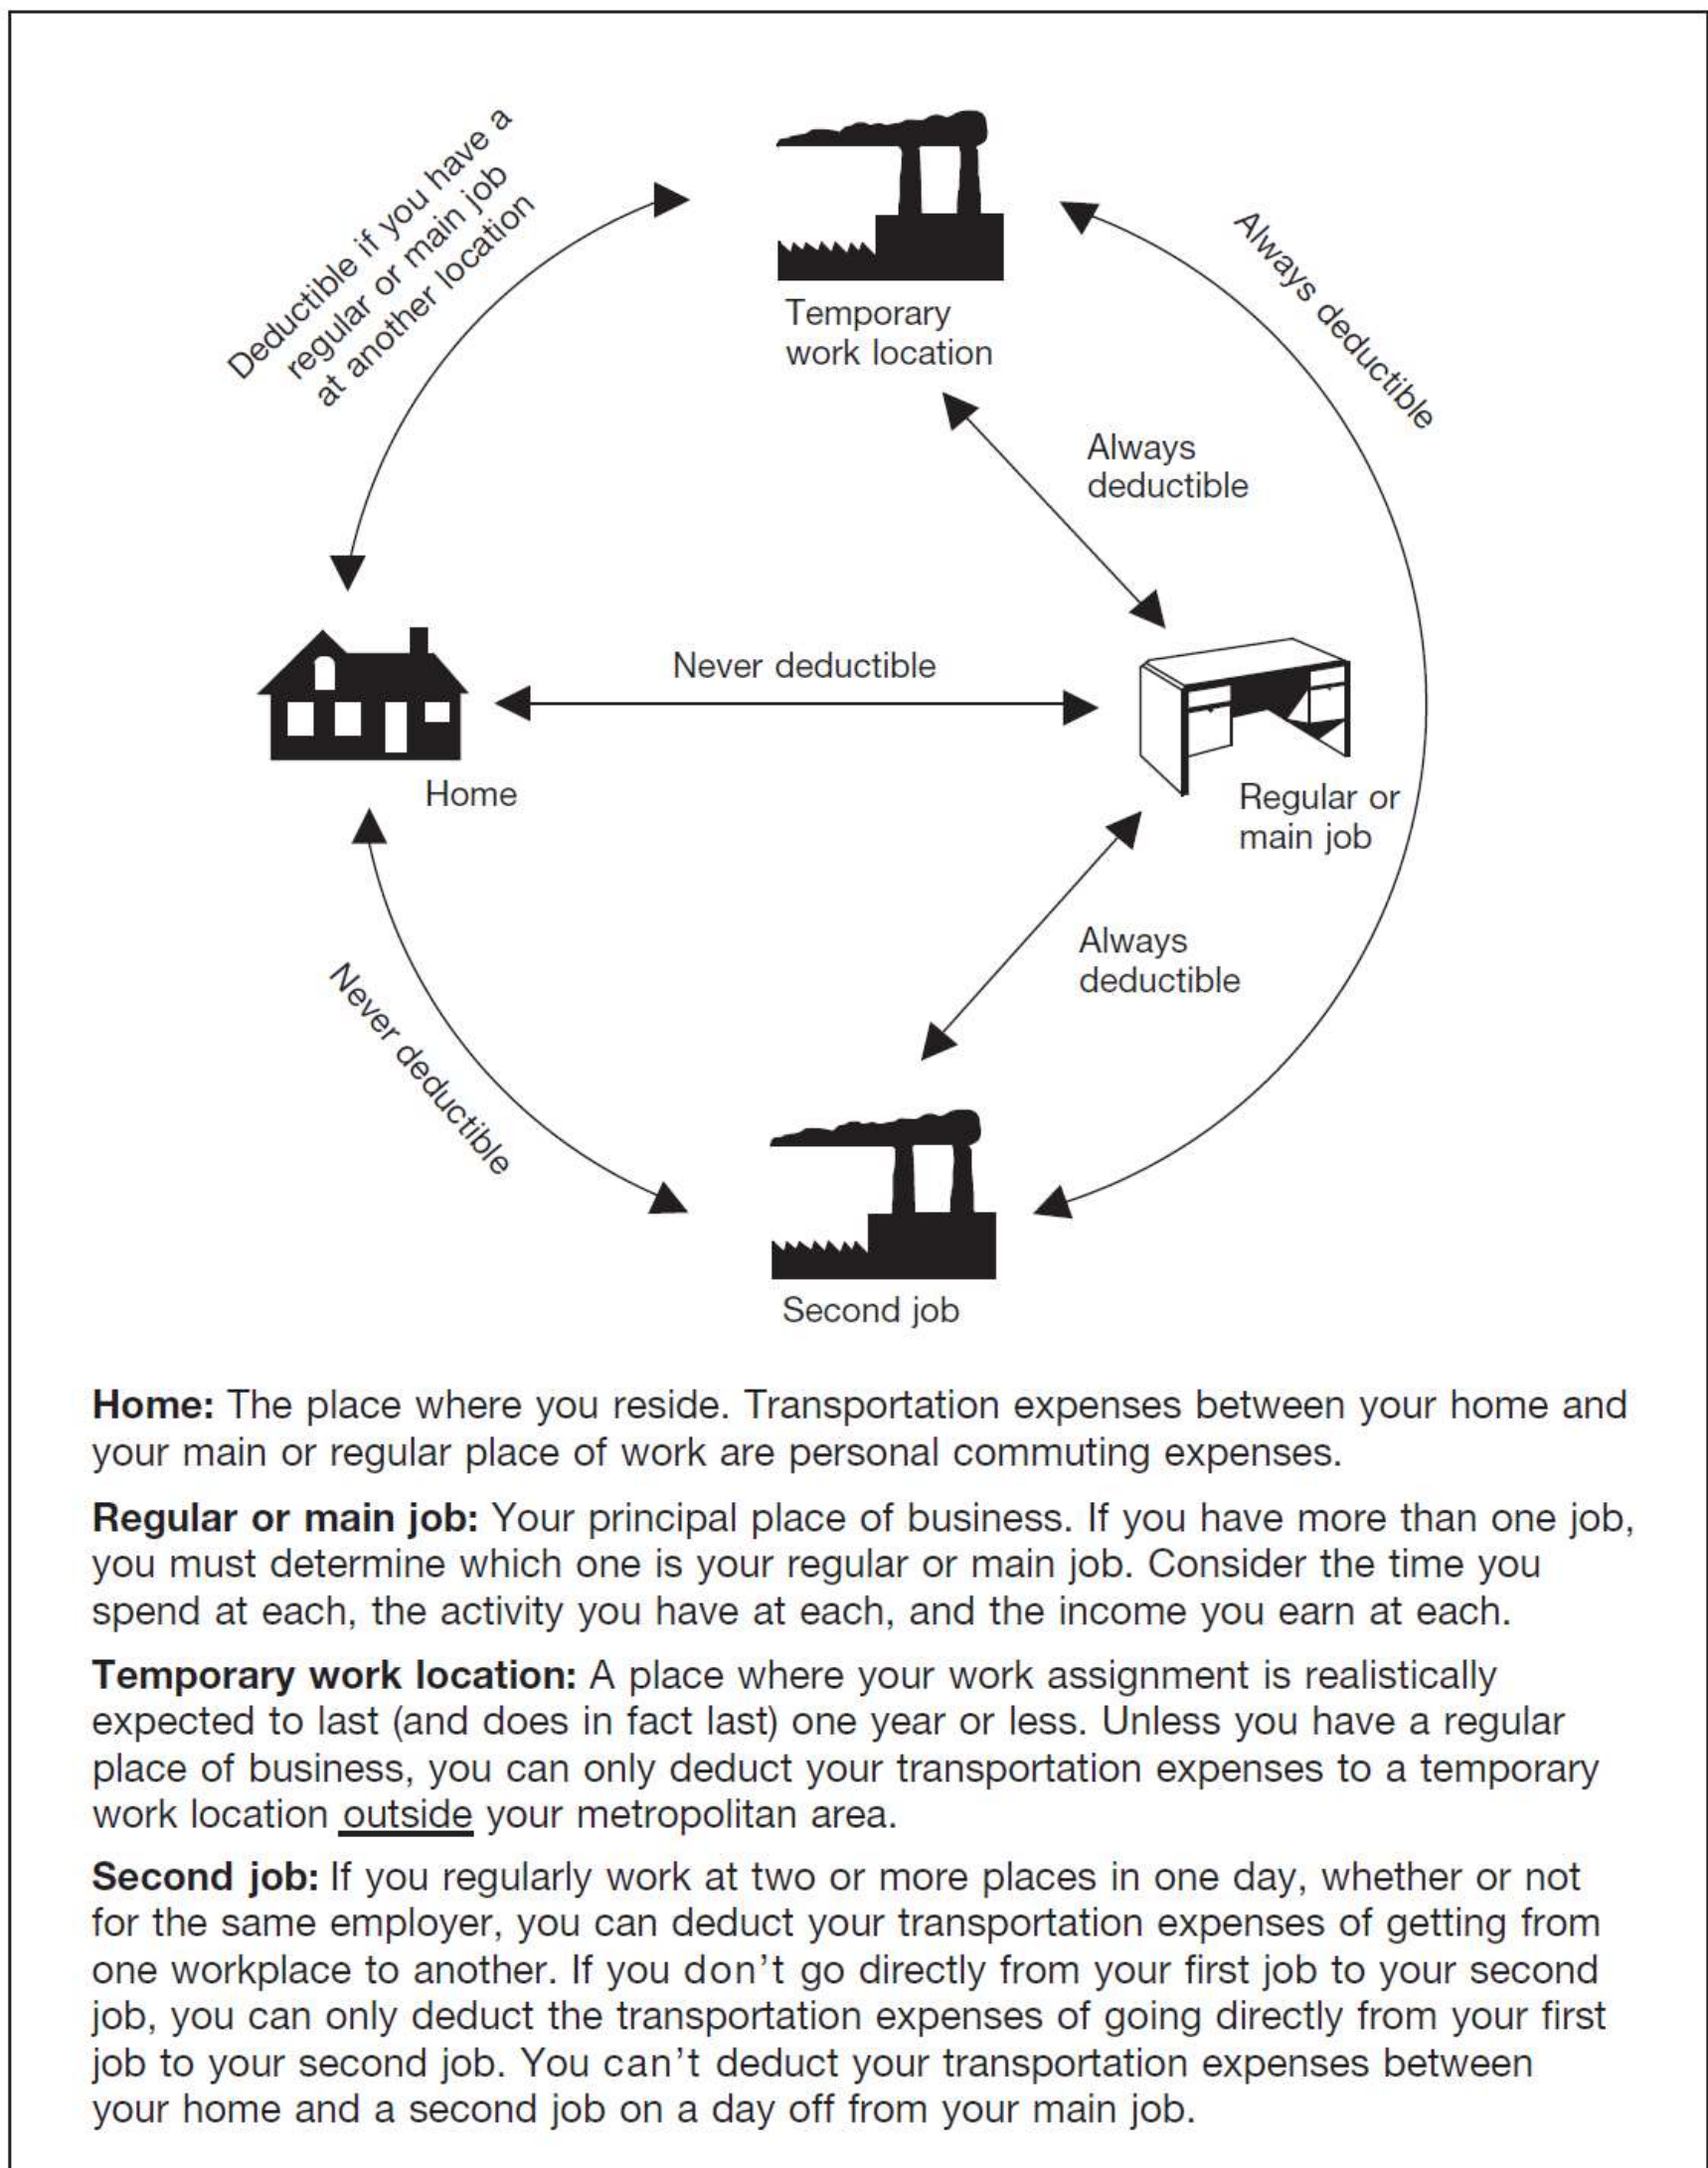 Deductible if you have a
regular or main job
at another location
Temporary
work location
Always deductible
Always
deductible
Never deductible
Home
Regular or
main job
Always
deductible
Never deductible
Second job
Home: The place where you reside. Transportation expenses between your home and
your main or regular place of work are personal commuting expenses.
Regular or main job: Your principal place of business. If you have more than one job,
you must determine which one is your regular or main job. Consider the time you
spend at each, the activity you have at each, and the income you earn at each.
Temporary work location: A place where your work assignment is realistically
expected to last (and does in fact last) one year or less. Unless you have a regular
place of business, you can only deduct your transportation expenses to a temporary
work location outside your metropolitan area.
Second job: If you regularly work at two or more places in one day, whether or not
for the same employer, you can deduct your transportation expenses of getting from
one workplace to another. If you don't go directly from your first job to your second
job, you can only deduct the transportation expenses of going directly from your first
job to your second job. You can't deduct your transportation expenses between
your home and a second job on a day off from your main job.